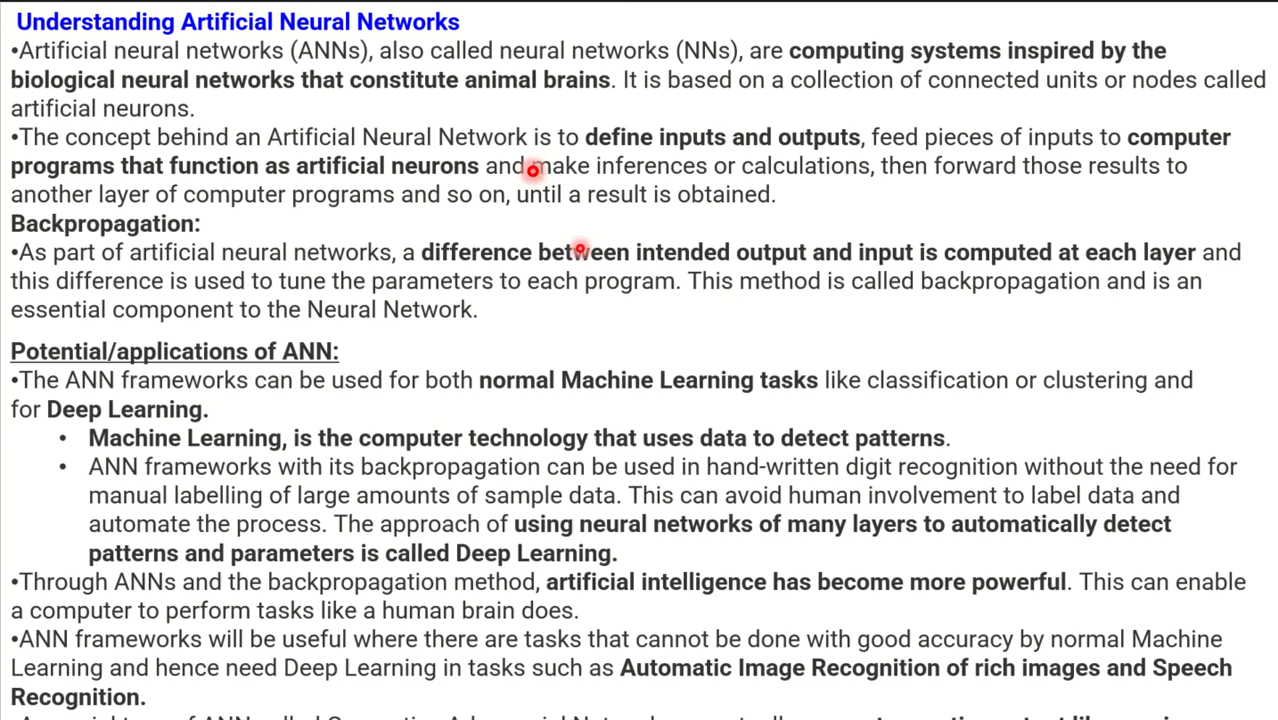 Understanding Artificial Neural Networks
•Artificial neural networks (ANNs), also called neural networks (NNs), are computing systems inspired by the
biological neural networks that constitute animal brains. It is based on a collection of connected units or nodes called
artificial neurons.
•The concept behind an Artificial Neural Network is to define inputs and outputs, feed pieces of inputs to computer
programs that function as artificial neurons and make inferences or calculations, then forward those results to
another layer of computer programs and so on, until a result is obtained.
Backpropagation:
•As part of artificial neural networks, a difference between intended output and input is computed at each layer and
this difference is used to tune the parameters to each program. This method is called backpropagation and is an
essential component to the Neural Network.
Potential/applications of ANN:
•The ANN frameworks can be used for both normal Machine Learning tasks like classification or clustering and
for Deep Learning.
• Machine Learning, is the computer technology that uses data to detect patterns.
• ANN frameworks with its backpropagation can be used in hand-written digit recognition without the need for
manual labelling of large amounts of sample data. This can avoid human involvement to label data and
automate the process. The approach of using neural networks of many layers to automatically detect
patterns and parameters is called Deep Learning.
•Through ANNs and the backpropagation method, artificial intelligence has become more powerful. This can enable
a computer to perform tasks like a human brain does.
•ANN frameworks will be useful where there are tasks that cannot be done with good accuracy by normal Machine
Learning and hence need Deep Learning in tasks such as Automatic Image Recognition of rich images and Speech
Recognition.